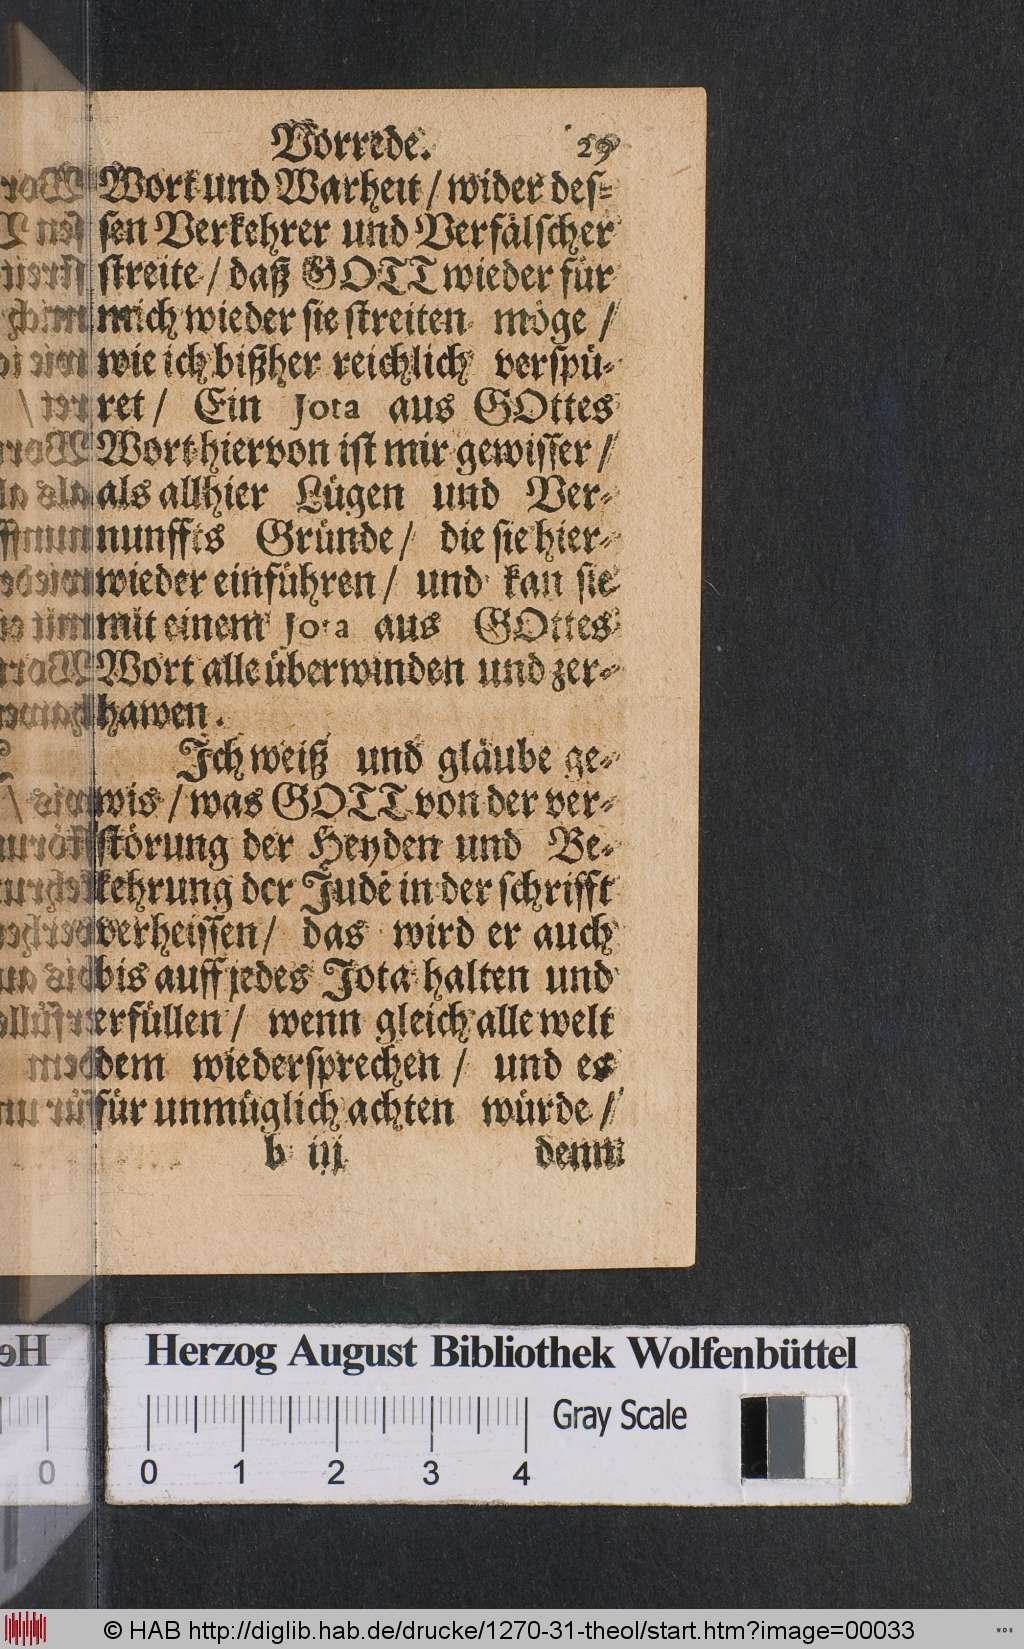 Vorrede. 29
Wort und Warheit / wider des-
sen Verkehrer und Verfälscher
streite / daß GOTT wieder für
mich wieder sie streiten möge /
wie ich bißher reichlich verspü-
ret / Ein Jota aus GOttes
Wort hiervon ist mir gewisser /
als allhier Lügen und Ver-
nunffts Gründe / die sie hier-
wieder einführen / und kan sie
mit einem Jota aus GOttes
Wort alle überwinden und zer-
hawen.
Ich weiß und gläube ge-
wis / was GOTT von der ver-
störung der Heyden und Be-
kehrung der Judē in der schrifft
verheissen / das wird er auch
bis auff jedes Jota halten und
erfüllen / wenn gleich alle welt
dem wiedersprechen / und es
für unmüglich achten würde /
b iij denn
Herzog August Bibliothek Wolfenbüttel
0 1 2 3 4 Gray Scale
© HAB http://diglib.hab.de/drucke/1270-31-theol/start.htm?image=00033